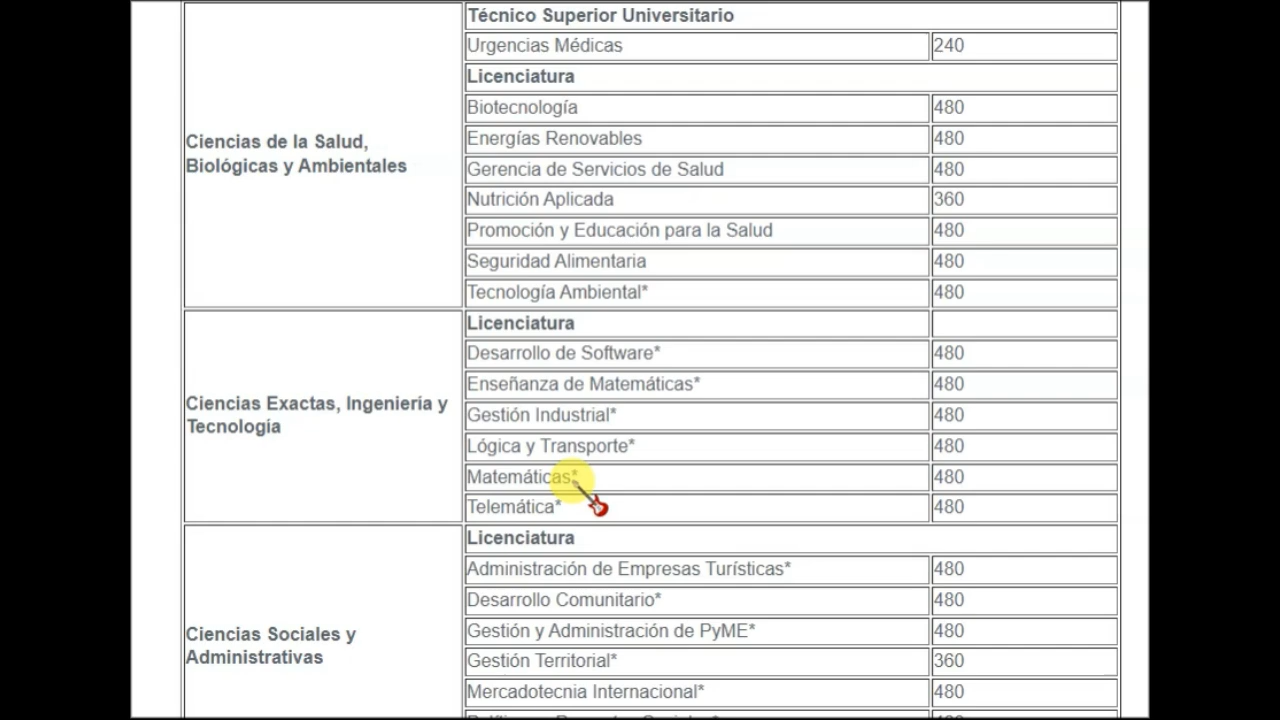 Técnico Superior Universitario
Urgencias Médicas 240
Licenciatura
Biotecnología 480
Energías Renovables 480
Ciencias de la Salud,
Biológicas y Ambientales
Gerencia de Servicios de Salud 480
Nutrición Aplicada 360
Promoción y Educación para la Salud 480
Seguridad Alimentaria 480
Tecnología Ambiental* 480
Licenciatura
Desarrollo de Software* 480
Enseñanza de Matemáticas* 480
Ciencias Exactas, Ingeniería y
Tecnología
Gestión Industrial* 480
Lógica y Transporte* 480
Matemáticas* 480
Telemática* 480
Licenciatura
Administración de Empresas Turísticas* 480
Desarrollo Comunitario* 480
Ciencias Sociales y
Administrativas
Gestión y Administración de PyME* 480
Gestión Territorial* 360
Mercadotecnia Internacional* 480